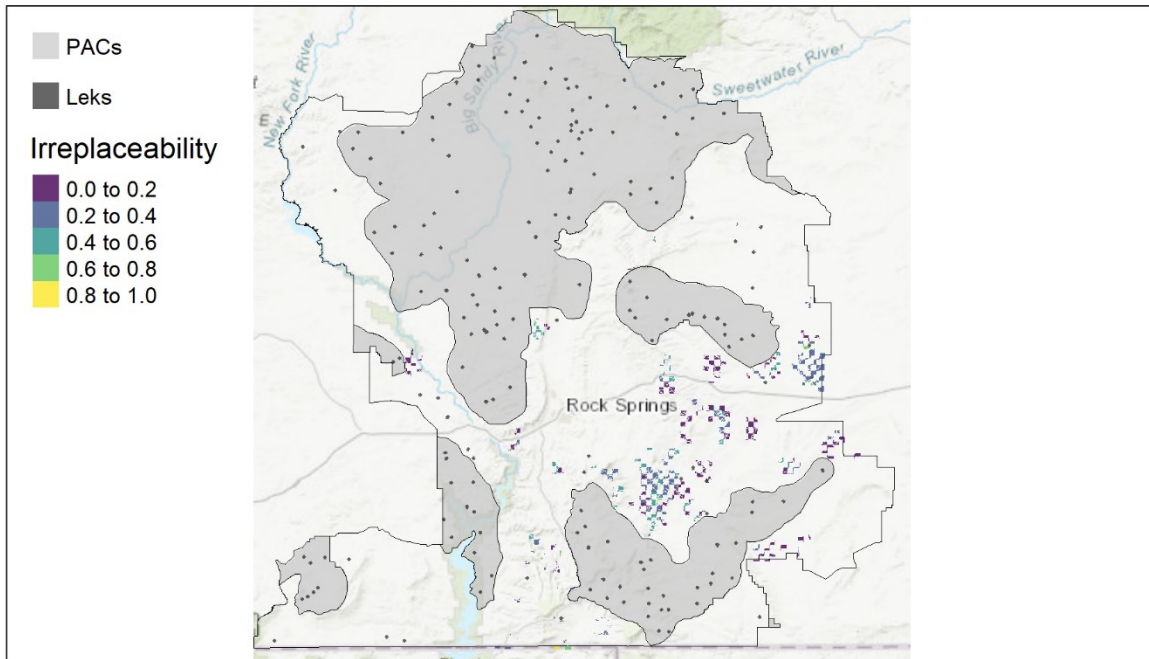 PACs
Leks
Irreplaceability
0.0 to 0.2
0.2 to 0.4
0.4 to 0.6
0.6 to 0.8
0.8 to 1.0
New Fork River
Big Sandy River
Sweetwater River
r
m
Rock Springs